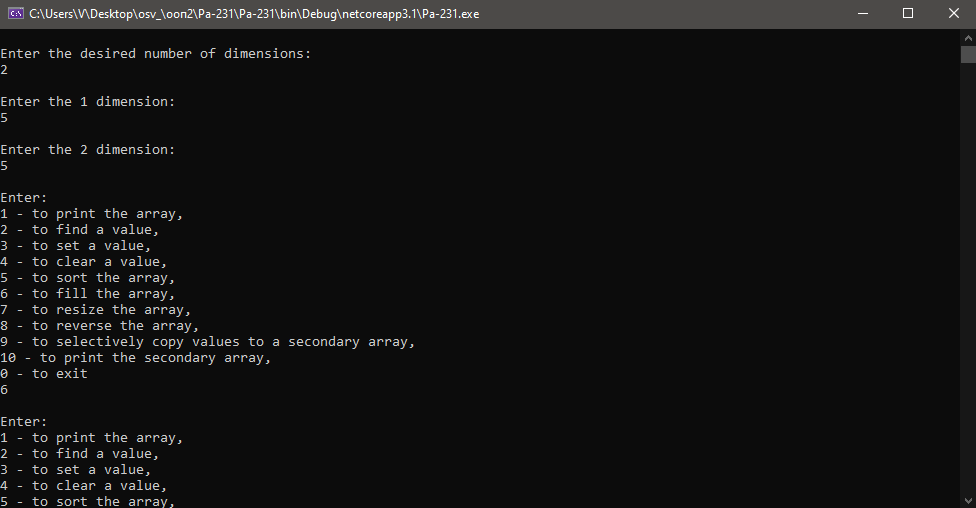 C:\Users\V\Desktop\osv_\ооп2\Pa-231\Pa-231\bin\Debug\netcoreapp3.1\Pa-231.exe
Enter the desired number of dimensions:
2
Enter the 1 dimension:
5
Enter the 2 dimension:
5
Enter:
1 - to print the array,
2 - to find a value,
3 - to set a value,
4 - to clear a value,
5 - to sort the array,
6 - to fill the array,
7 - to resize the array,
8 - to reverse the array,
9 - to selectively copy values to a secondary array,
10 - to print the secondary array,
0 - to exit
6
Enter:
1 - to print the array,
2 - to find a value,
3 - to set a value,
4 - to clear a value,
5 - to sort the array,